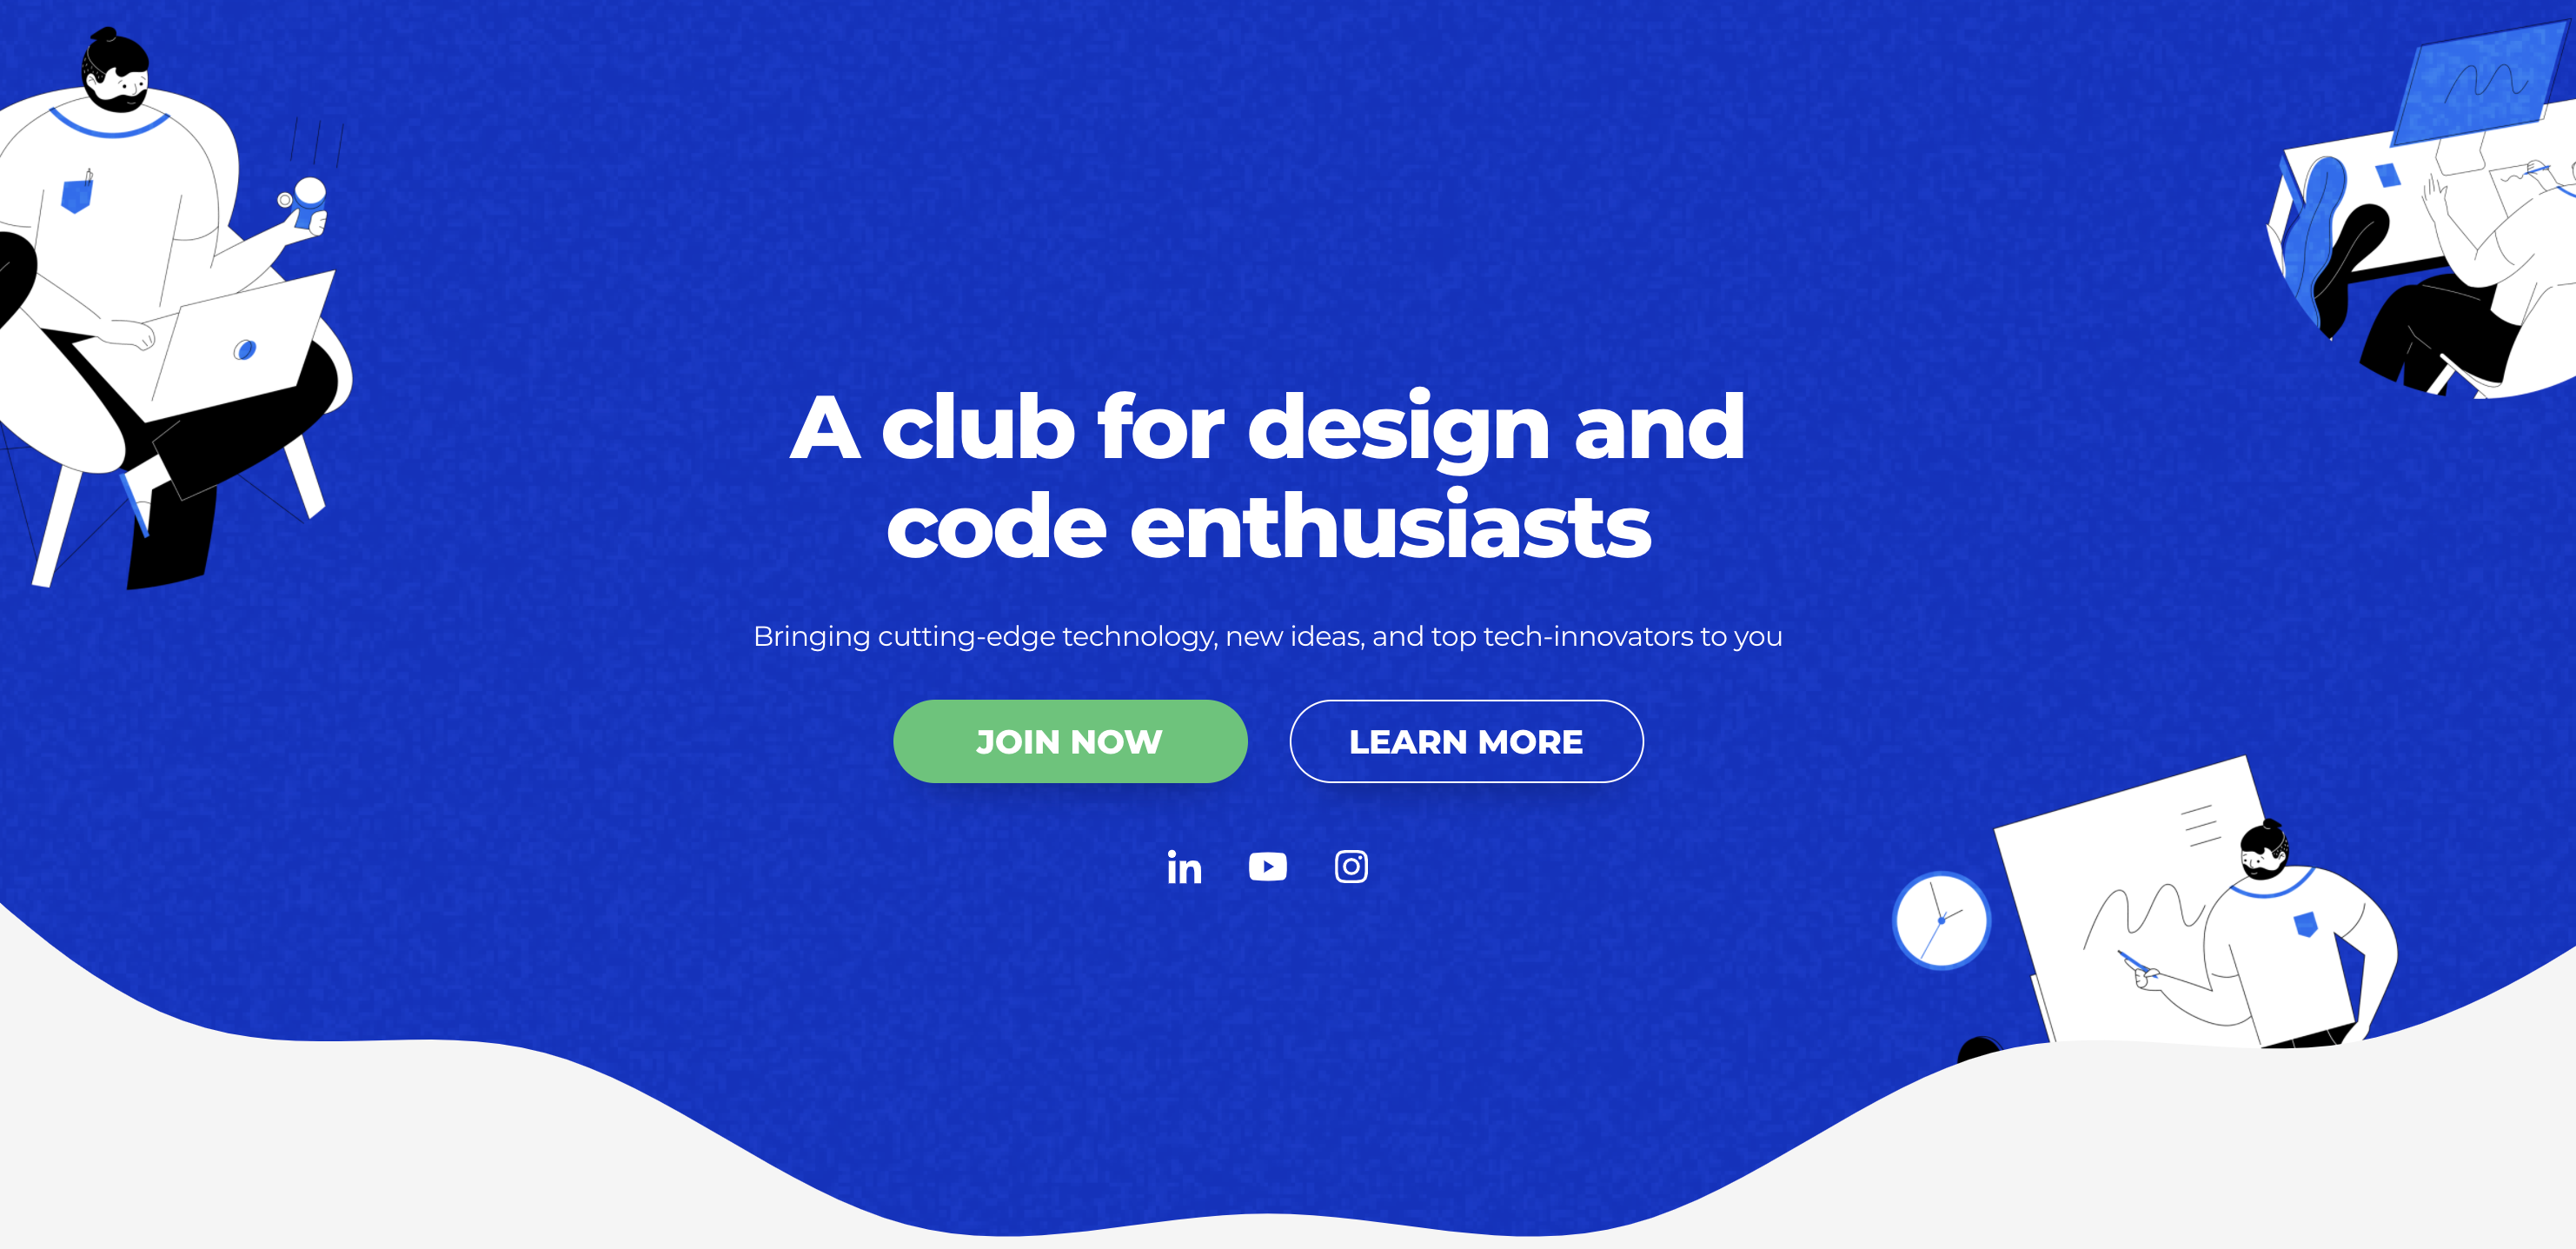 A club for design and
code enthusiasts
Bringing cutting-edge technology, new ideas, and top tech-innovators to you
JOIN NOW
LEARN MORE
in